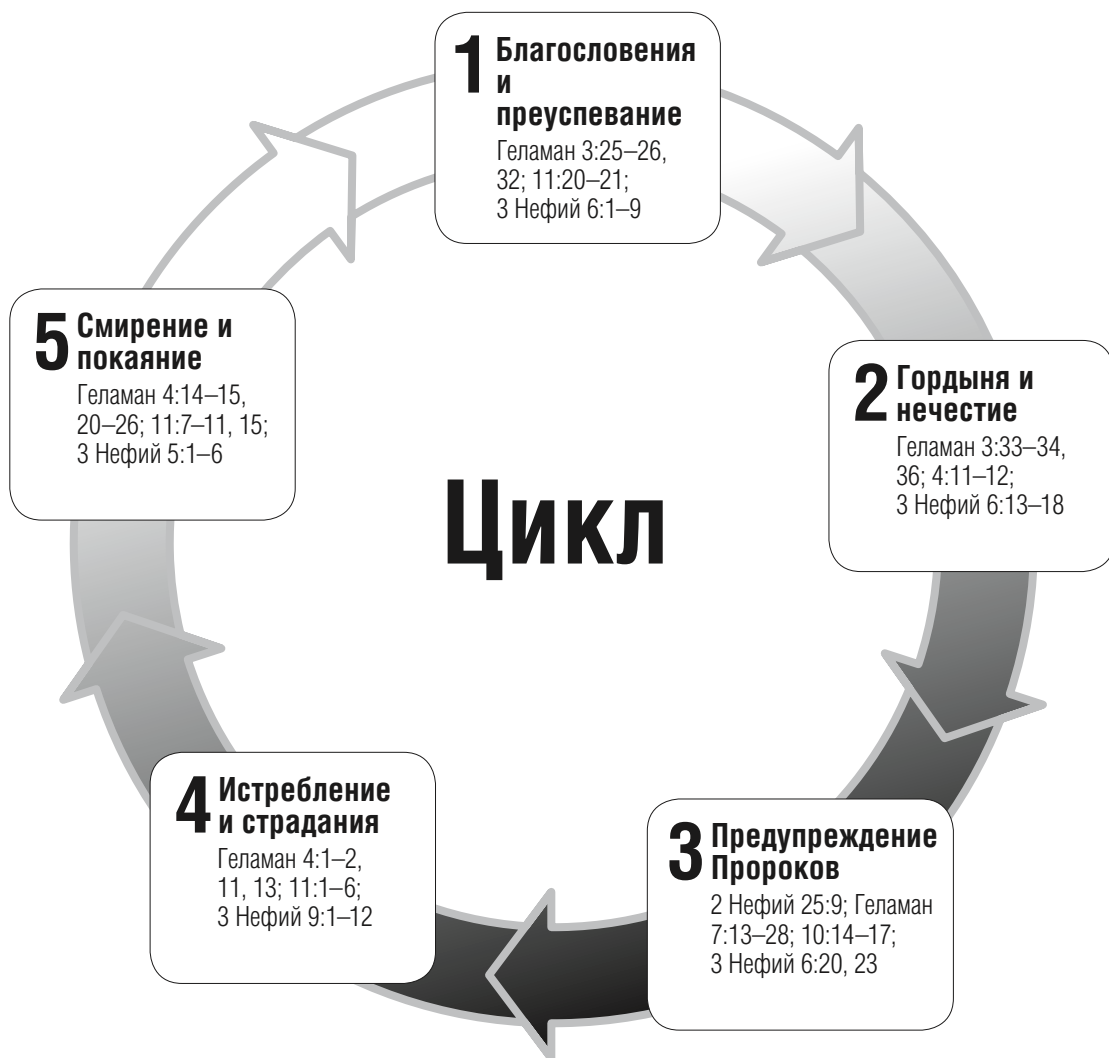 1 Благословения
и
преуспевание
Геламан 3:25–26,
32; 11:20–21;
3 Нефий 6:1–9
2 Гордыня и
нечестие
Геламан 3:33–34,
36; 4:11–12;
3 Нефий 6:13–18
3 Предупреждение
Пророков
2 Нефий 25:9; Геламан
7:13–28; 10:14–17;
3 Нефий 6:20, 23
4 Истребление
и страдания
Геламан 4:1–2,
11, 13; 11:1–6;
3 Нефий 9:1–12
5 Смирение и
покаяние
Геламан 4:14–15,
20–26; 11:7–11, 15;
3 Нефий 5:1–6
Цикл